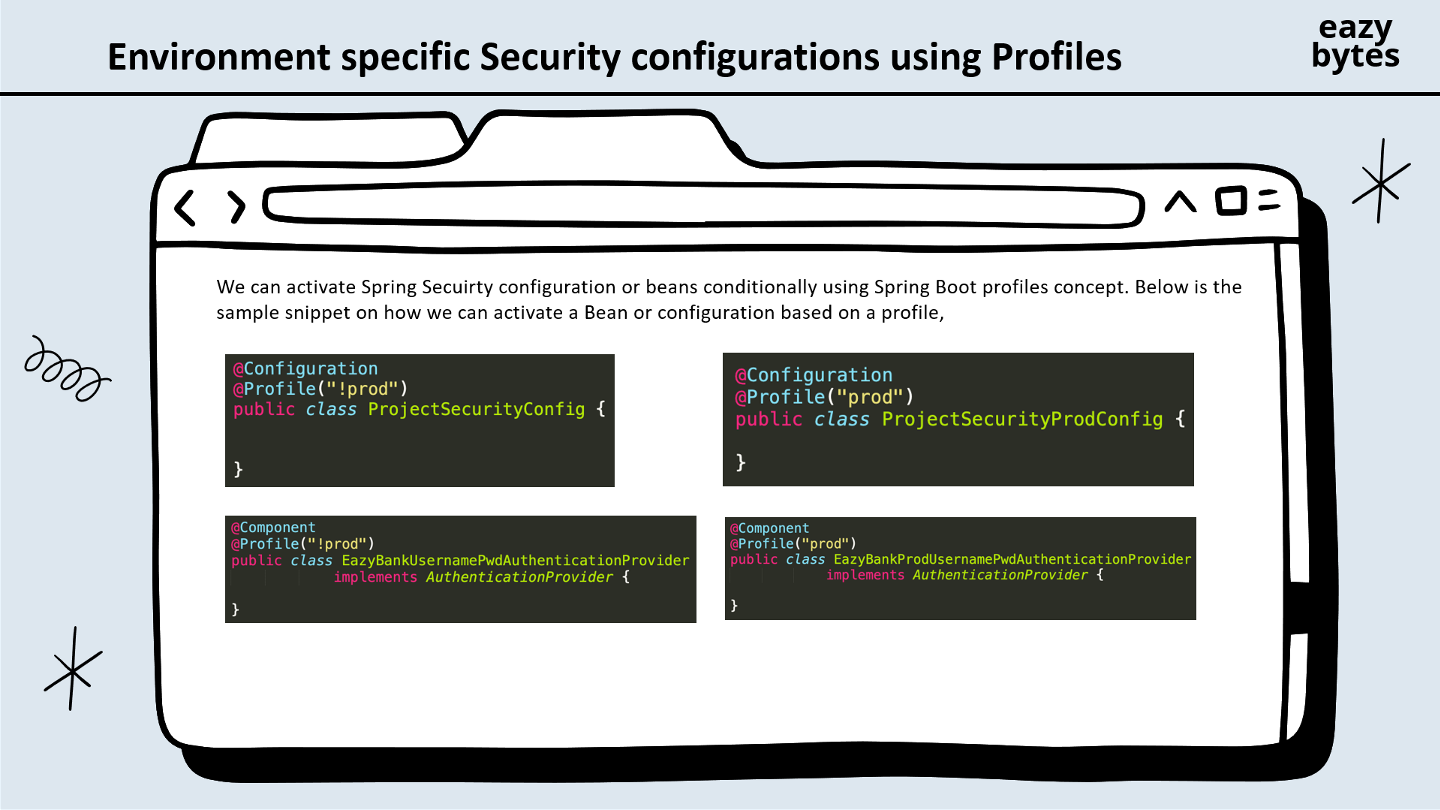 Environment specific Security configurations using Profiles
eazy
bytes
We can activate Spring Secuirty configuration or beans conditionally using Spring Boot profiles concept. Below is the
sample snippet on how we can activate a Bean or configuration based on a profile,
@Configuration
@Profile("!prod")
public class ProjectSecurityConfig {
}
@Configuration
@Profile("prod")
public class ProjectSecurityProdConfig {
}
@Component
@Profile("!prod")
public class EazyBankUsernamePwdAuthenticationProvider
implements AuthenticationProvider {
}
@Component
@Profile("prod")
public class EazyBankProdUsernamePwdAuthenticationProvider
implements AuthenticationProvider {
}